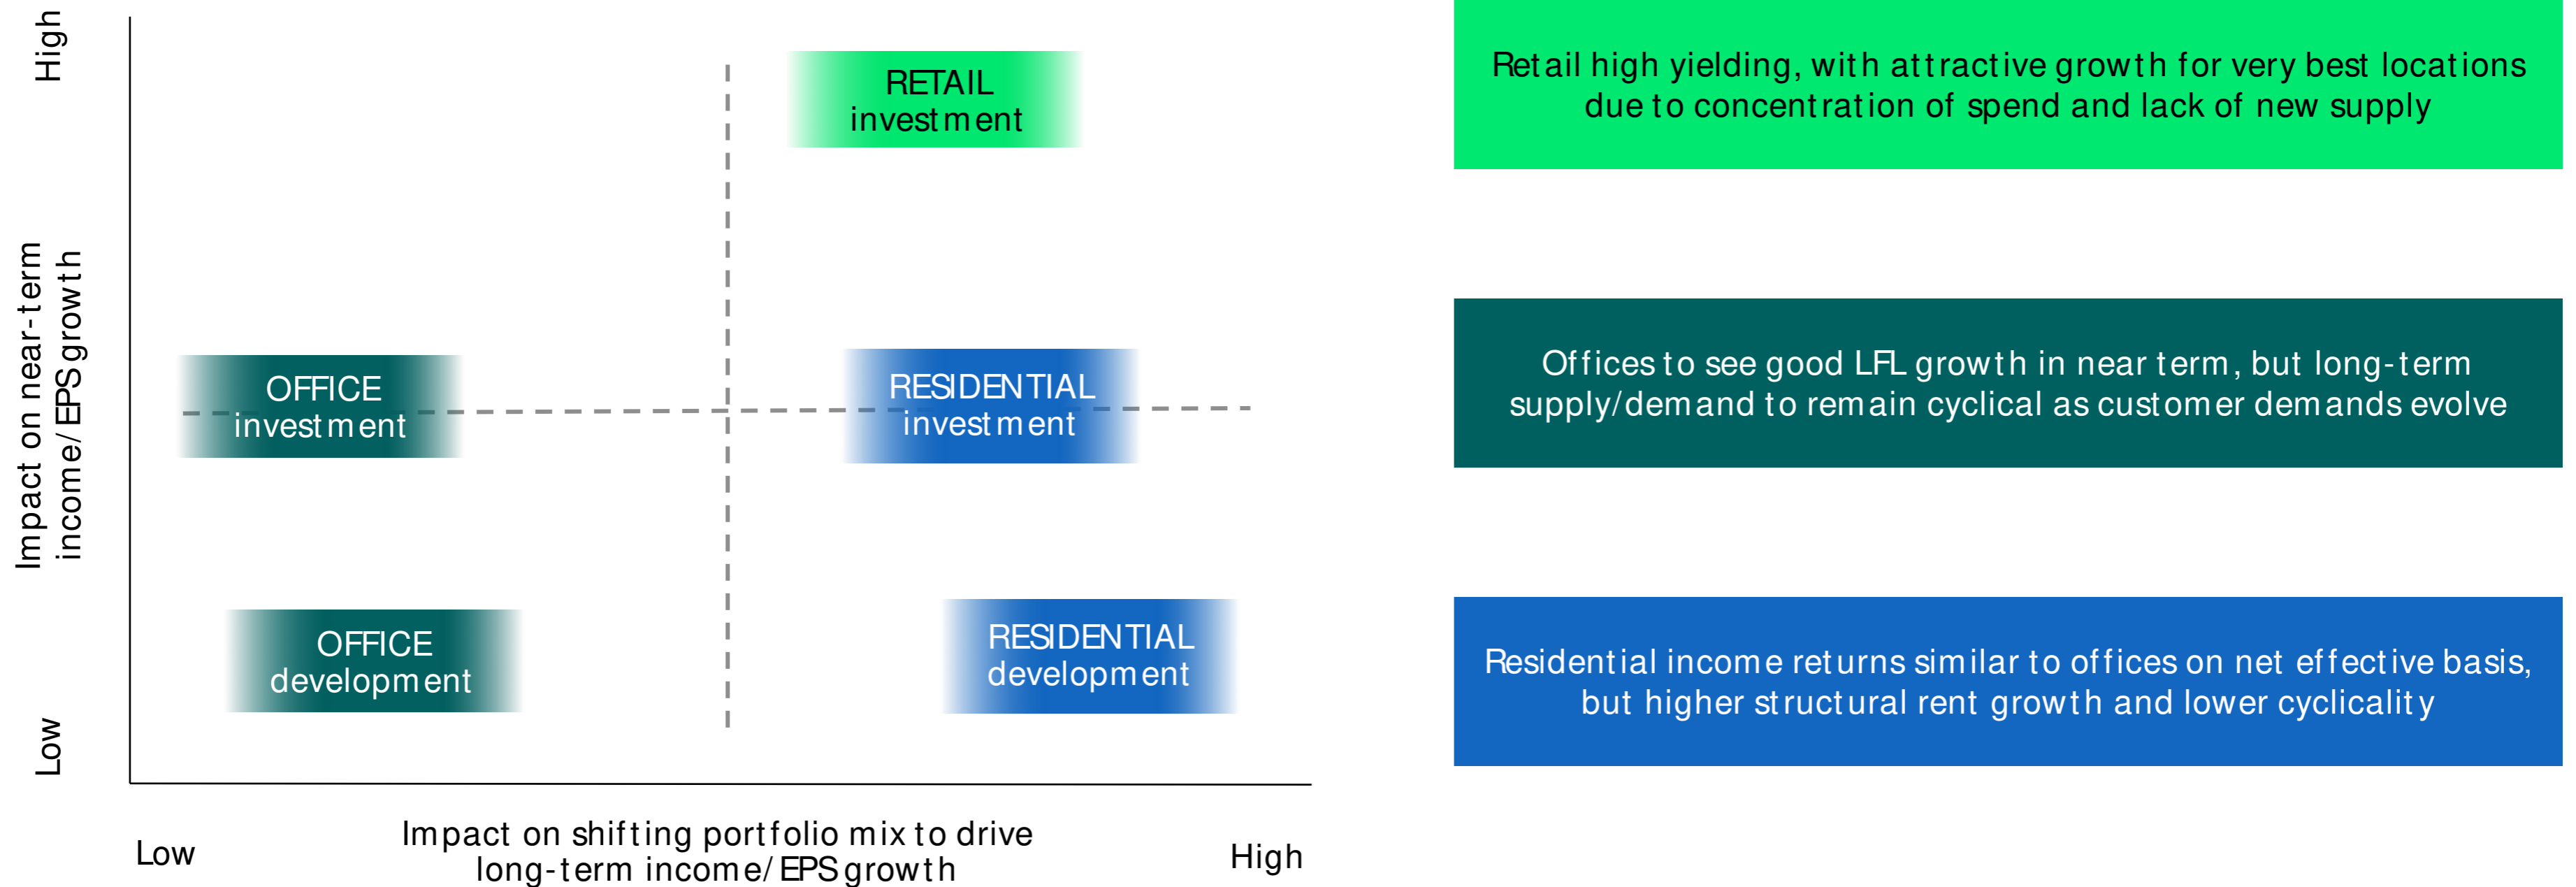 High
Impact on near-term
income/EPS growth
Low
RETAIL
investment
OFFICE
investment
RESIDENTIAL
investment
OFFICE
development
RESIDENTIAL
development
Low
Impact on shifting portfolio mix to drive
long-term income/EPS growth
High
Retail high yielding, with attractive growth for very best locations
due to concentration of spend and lack of new supply
Offices to see good LFL growth in near term, but long-term
supply/demand to remain cyclical as customer demands evolve
Residential income returns similar to offices on net effective basis,
but higher structural rent growth and lower cyclicality